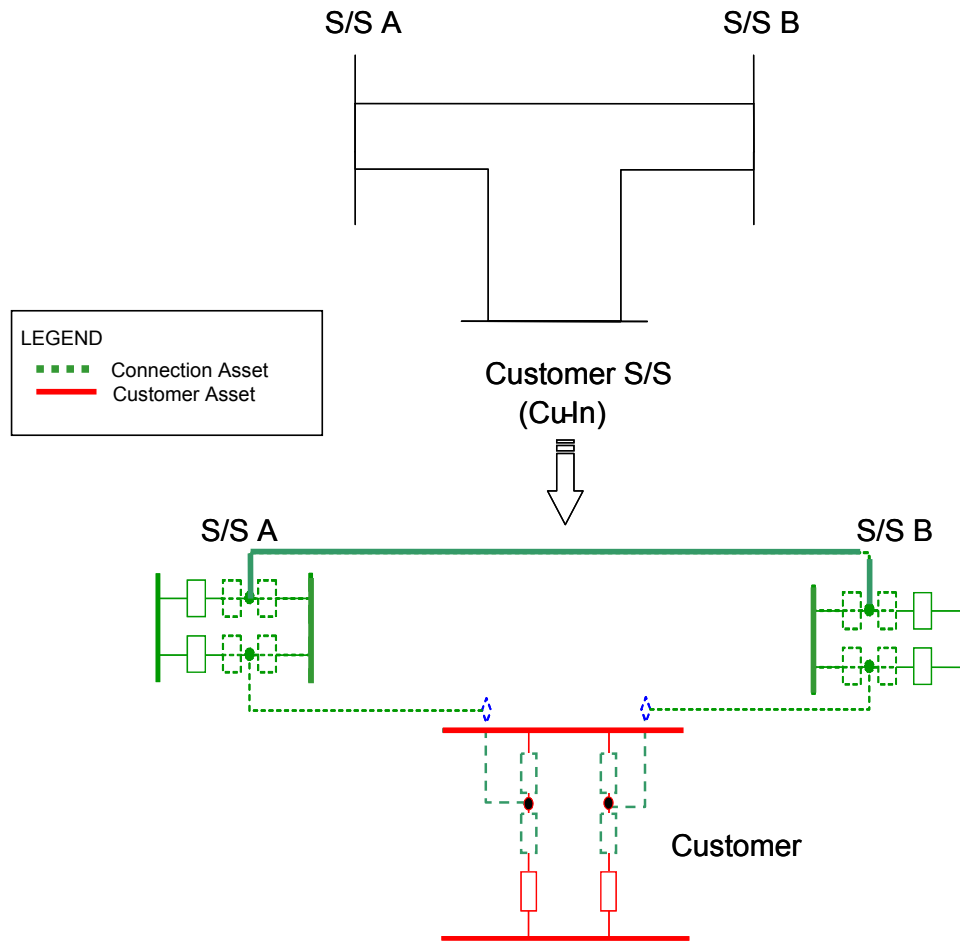 S/S A
S/S B
LEGEND
Connection Asset
Customer Asset
Customer S/S
(Cu-In)
S/S A
S/S B
Customer